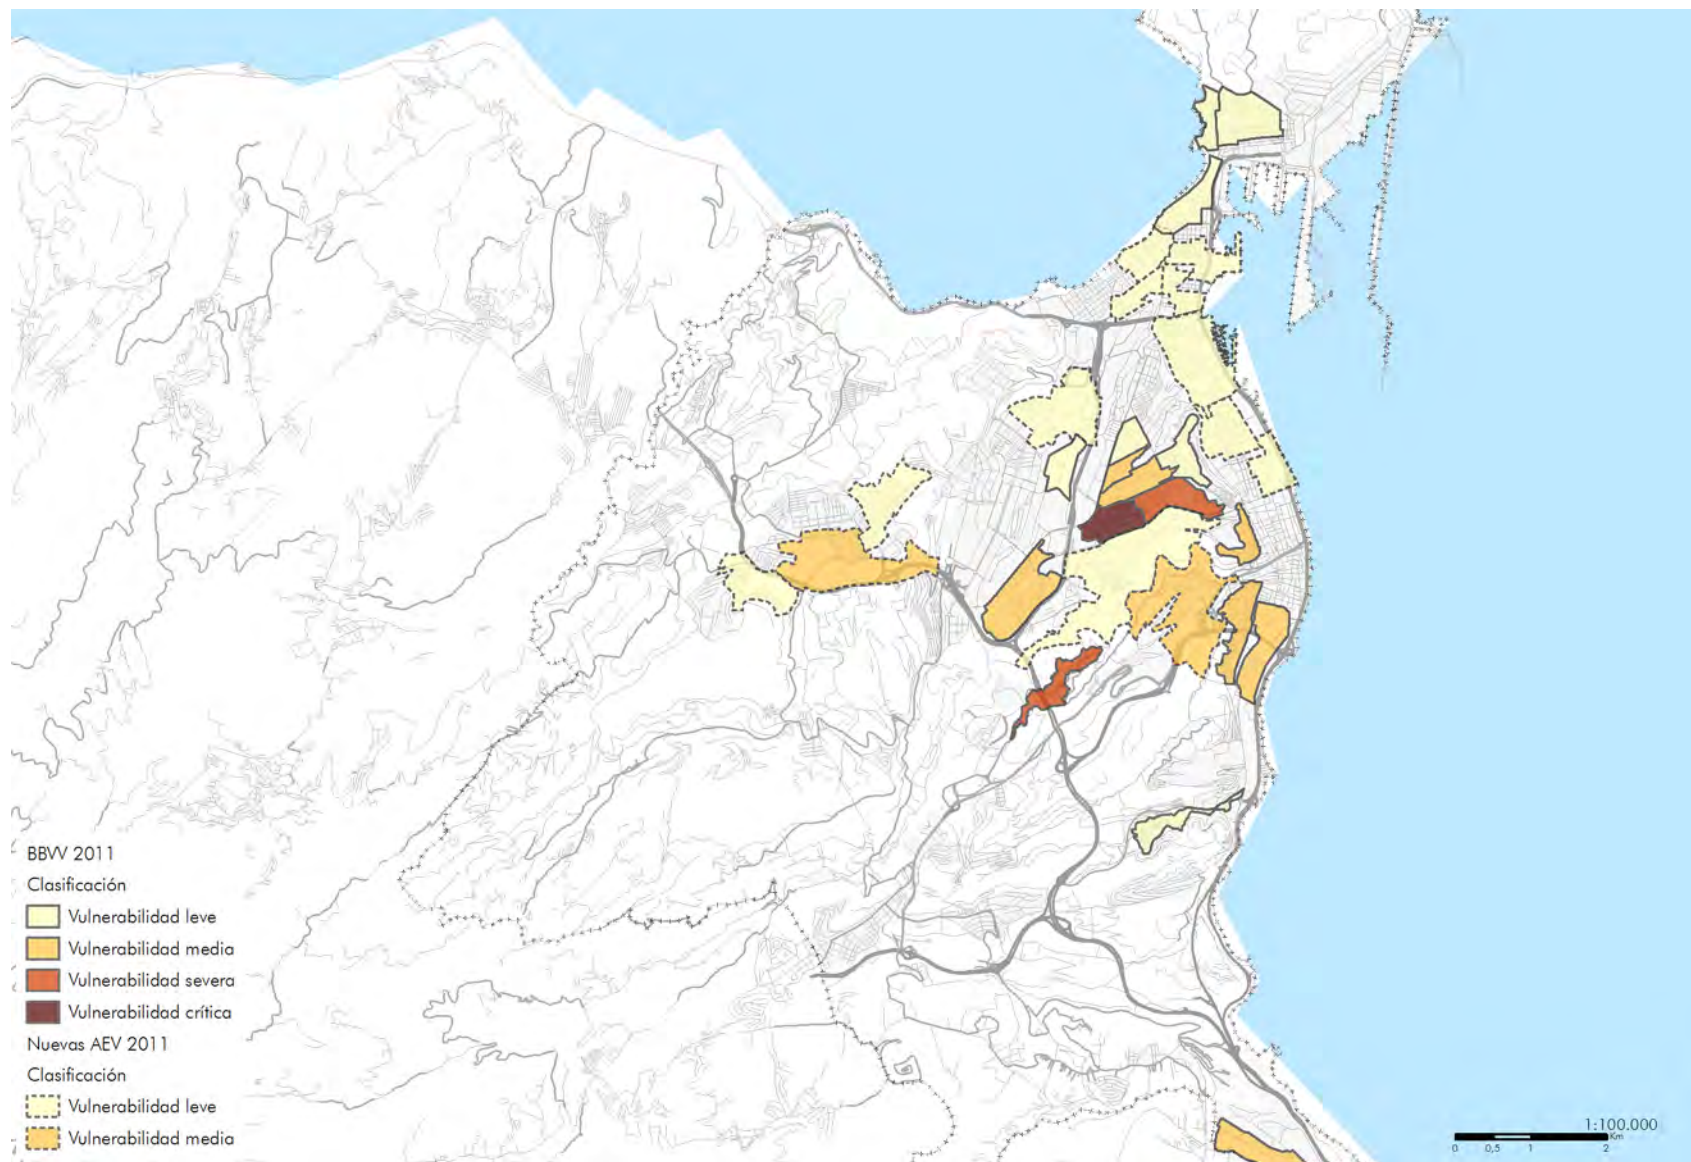 BBVV 2011
Clasificación
Vulnerabilidad leve
Vulnerabilidad media
Vulnerabilidad severa
Vulnerabilidad crítica
Nuevas AEV 2011
Clasificación
Vulnerabilidad leve
Vulnerabilidad media
1:100.000
Km
0 0,5 1 2